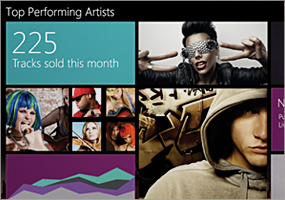 Top Performing Artists
225
Tracks sold this month